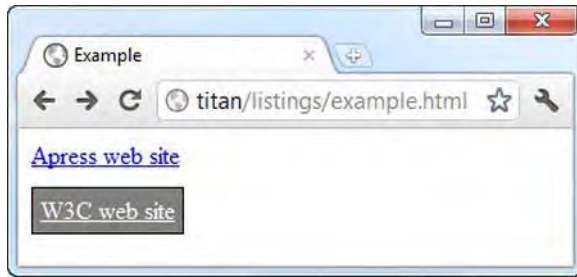 Example
titan/listings/example.html
Apress web site
W3C web site